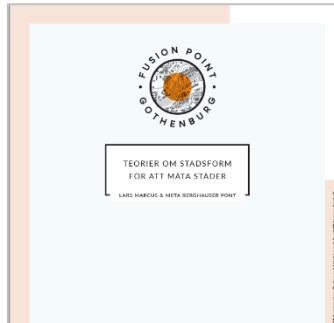 FUSION POINT
GOTHENBURG
TEORIER OM STADSFORM
FÖR ATT MÄTA STÄDER
LARS MARCUS & META BERGHAUSER PONT